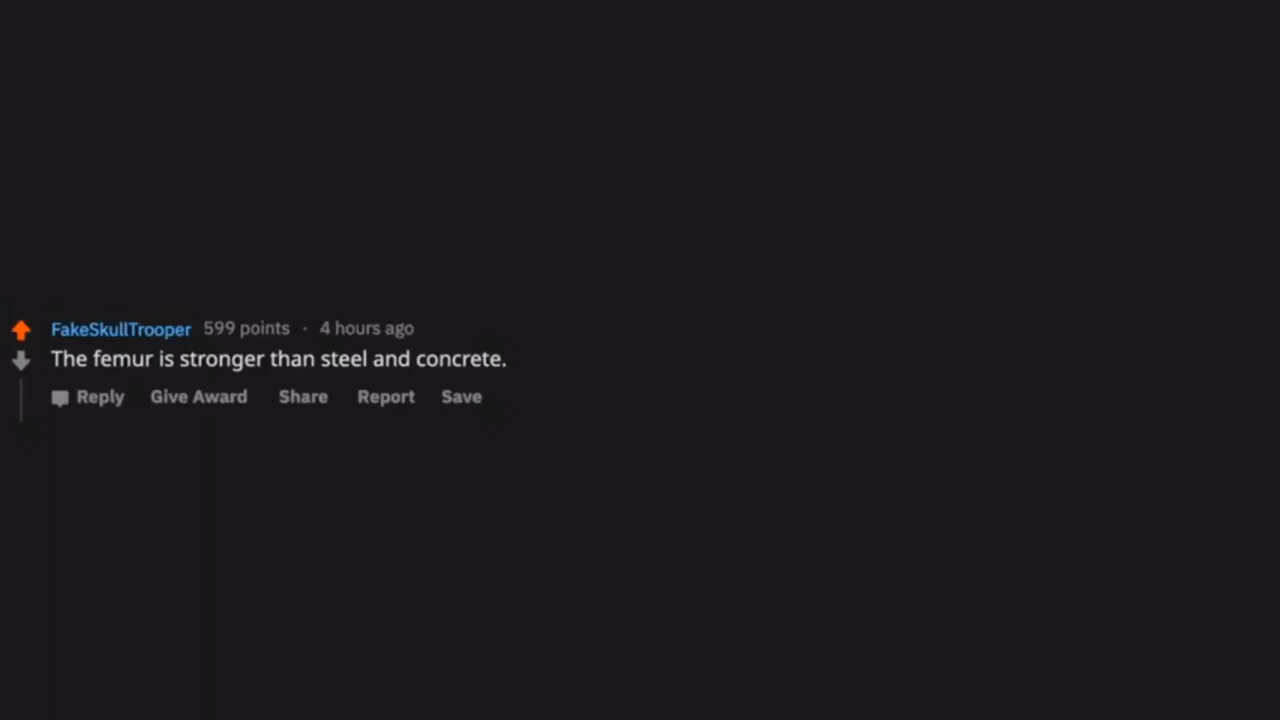 FakeSkullTrooper 599 points · 4 hours ago
The femur is stronger than steel and concrete.
Reply Give Award Share Report Save